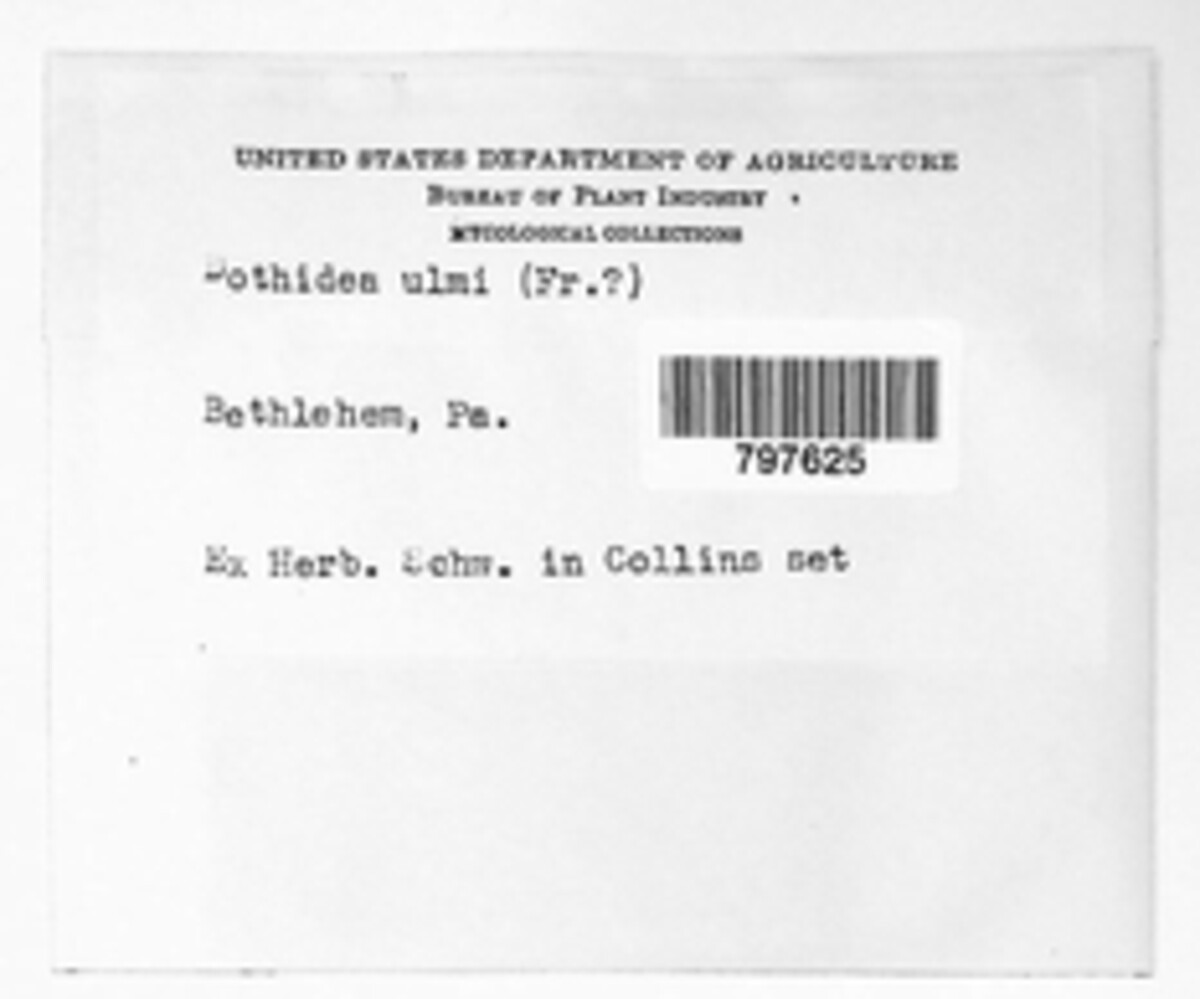 UNITED STATES DEPARTMENT OF AGRICULTURE
BUREAU OF PLANT INDUSTRY
MYCOLOGICAL COLLECTIONS
Dothidea ulmi (Fr.?)
Bethlehem, Pa.
797625
Ex Herb. Schw. in Collins set